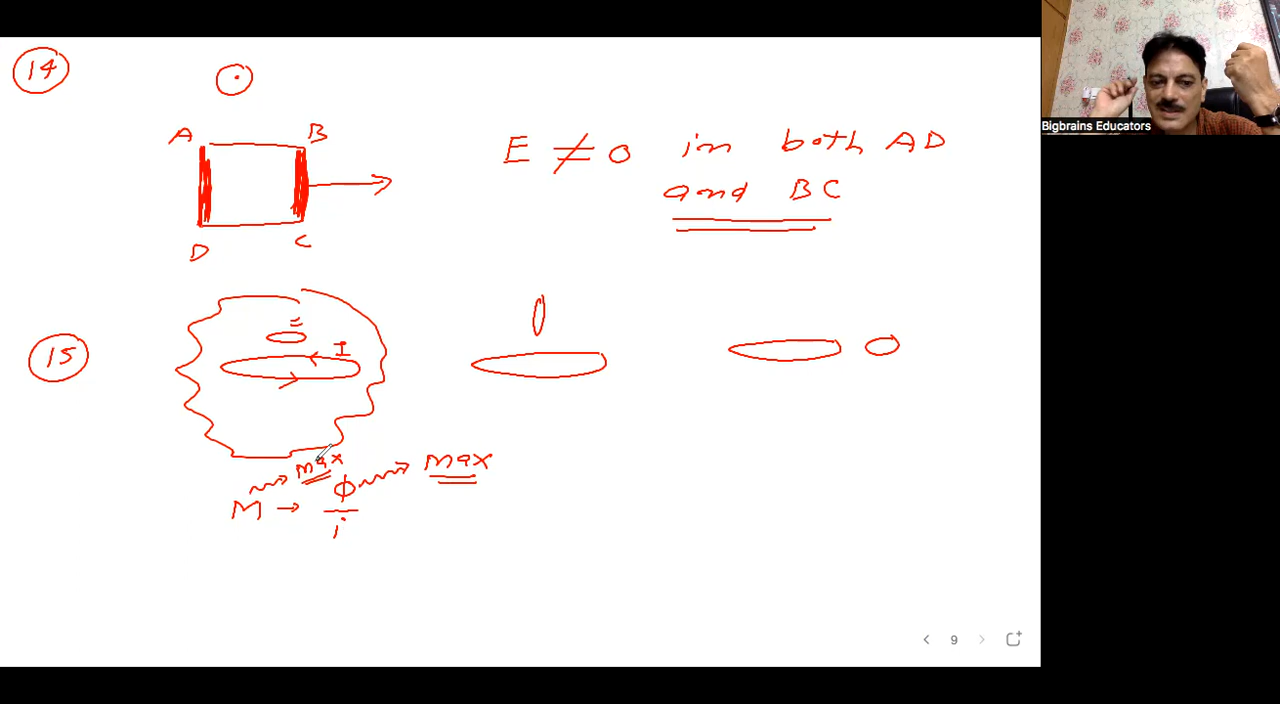 14
A B
D C
E ≠ 0 in both AD
and BC
Bigbrains Educators
15
I
max
M → φ → max
i
9